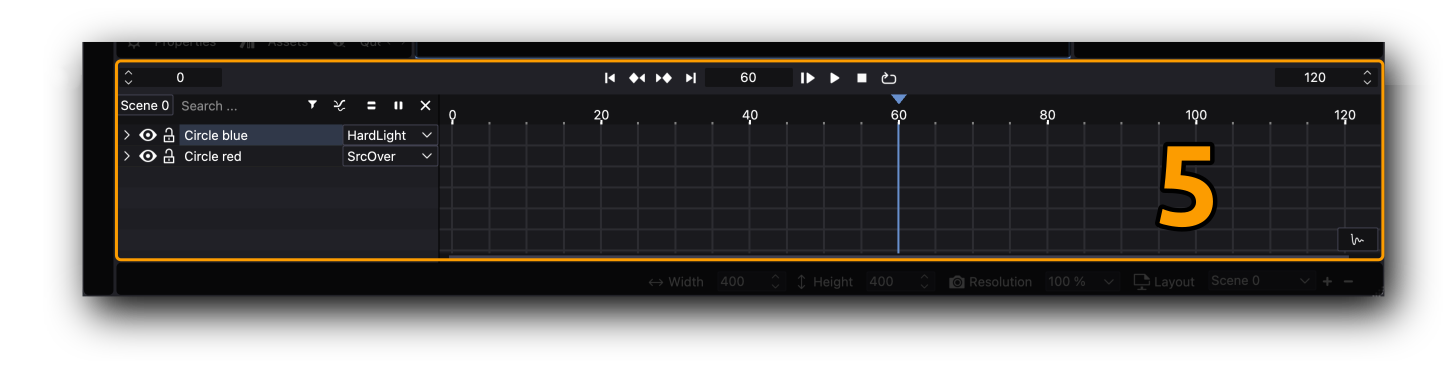 Properties Assets
0 60 120
Scene 0 Search ... 0 20 40 60 80 100 120
Circle blue HardLight
Circle red SrcOver
5
Width 400 Height 400 Resolution 100 % Layout Scene 0 + −